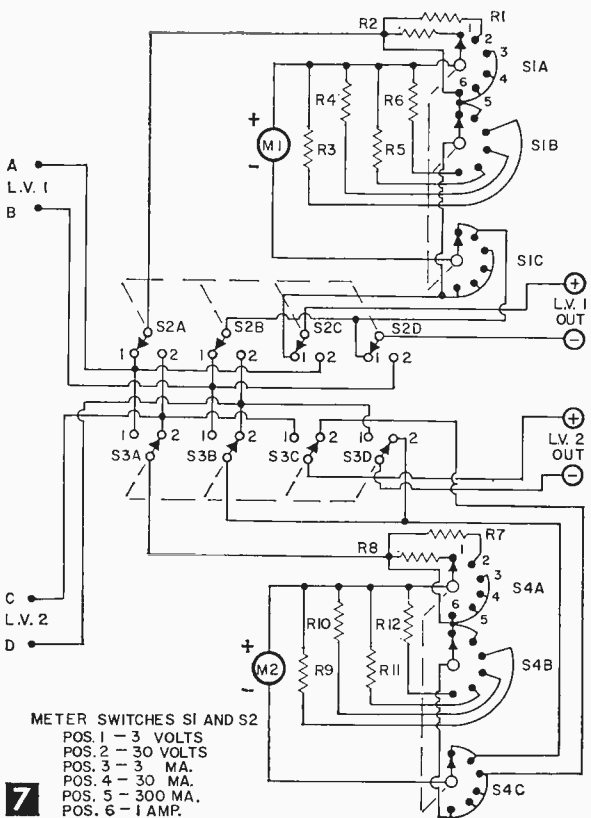 R1
R2
1
2
3
4
5
6
S1A
R4
R6
+
M1
-
R3
R5
S1B
A
L.V. 1
B
S1C
+
L.V. 1
OUT
-
S2A
S2B
S2C
S2D
1 2
1 2
1 2
1 2
1 2
1 2
1 2
1 2
S3A
S3B
S3C
S3D
+
L.V. 2
OUT
-
R7
R8
1
2
3
4
5
6
S4A
C
L.V. 2
D
R10
R12
+
M2
-
R9
R11
S4B
S4C
METER SWITCHES S1 AND S2
POS. 1 - 3 VOLTS
POS. 2 - 30 VOLTS
POS. 3 - 3 MA.
POS. 4 - 30 MA.
POS. 5 - 300 MA.
POS. 6 - 1 AMP.
7